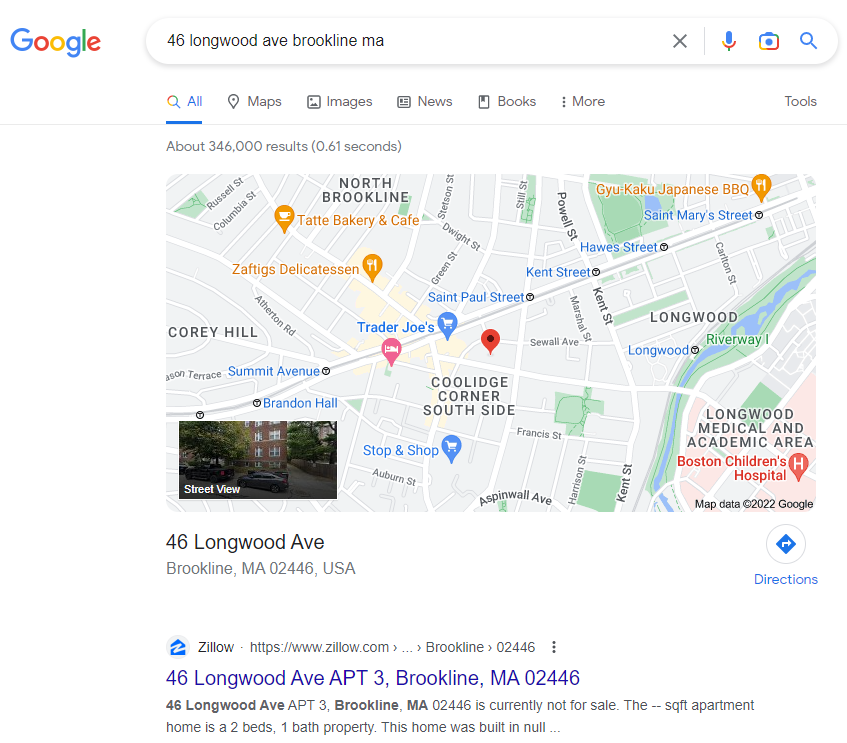 Google
46 longwood ave brookline ma
All
Maps
Images
News
Books
More
Tools
About 346,000 results (0.61 seconds)
NORTH
BROOKLINE
Russell St
Columbia St
Stetson St
Still St
Powell St
Gyu-Kaku Japanese BBQ
Saint Mary's Street
Tatte Bakery & Cafe
Dwight St
Hawes Street
Carlton St
Zaftigs Delicatessen
Green St
Kent Street
Atherton Rd
Saint Paul Street
Marshal St
Kent St
LONGWOOD
Trader Joe's
COREY HILL
Sewall Ave
Longwood
Riverway I
ason Terrace
Summit Avenue
COOLIDGE
CORNER
SOUTH SIDE
Brandon Hall
LONGWOOD
MEDICAL AND
ACADEMIC AREA
Francis St
Stop & Shop
Boston Children's
Hospital
Harrison St
Kent St
Auburn St
Aspinwall Ave
Street View
Map data ©2022 Google
46 Longwood Ave
Brookline, MA 02446, USA
Directions
Zillow · https://www.zillow.com › ... › Brookline › 02446
46 Longwood Ave APT 3, Brookline, MA 02446
46 Longwood Ave APT 3, Brookline, MA 02446 is currently not for sale. The -- sqft apartment
home is a 2 beds, 1 bath property. This home was built in null ...